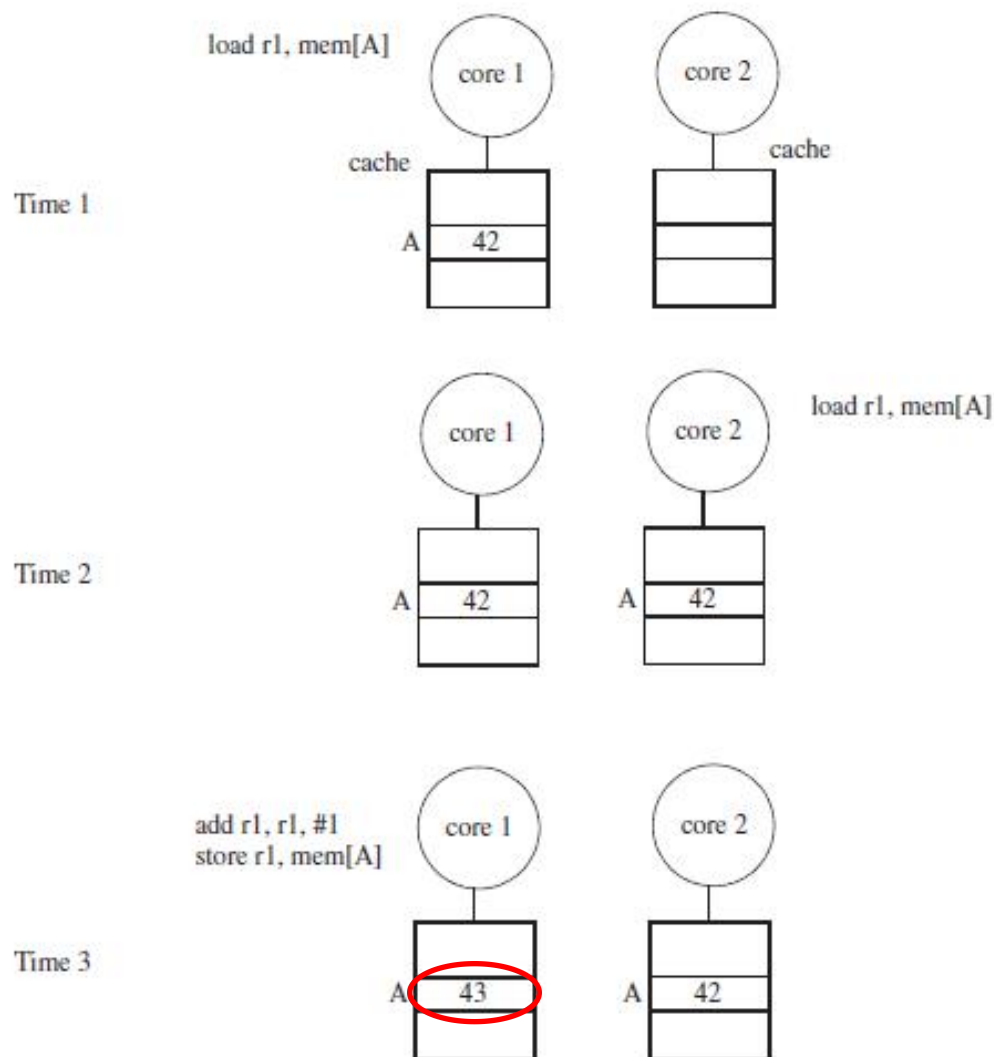 load r1, mem[A]
core 1
core 2
cache
cache
Time 1
A
42
core 1
core 2
load r1, mem[A]
Time 2
A
42
A
42
add r1, r1, #1
store r1, mem[A]
core 1
core 2
Time 3
A
43
A
42